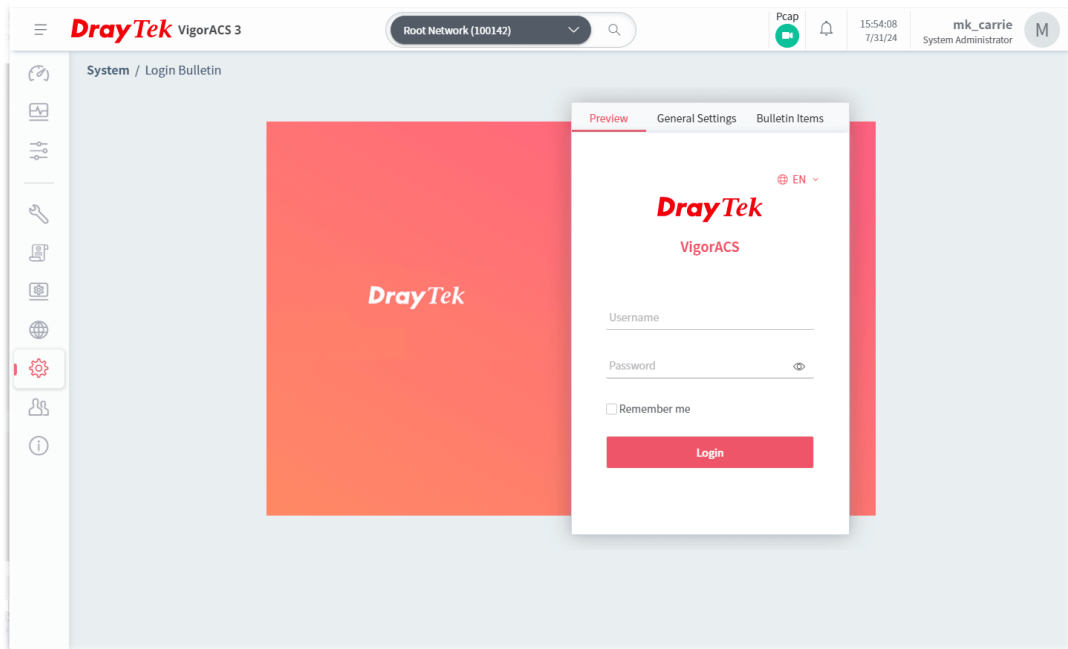 DrayTek VigorACS 3
Root Network (100142)
Pcap
15:54:08
7/31/24
mk_carrie
System Administrator
M
System / Login Bulletin
Preview General Settings Bulletin Items
EN
DrayTek
VigorACS
DrayTek
Username
Password
Remember me
Login